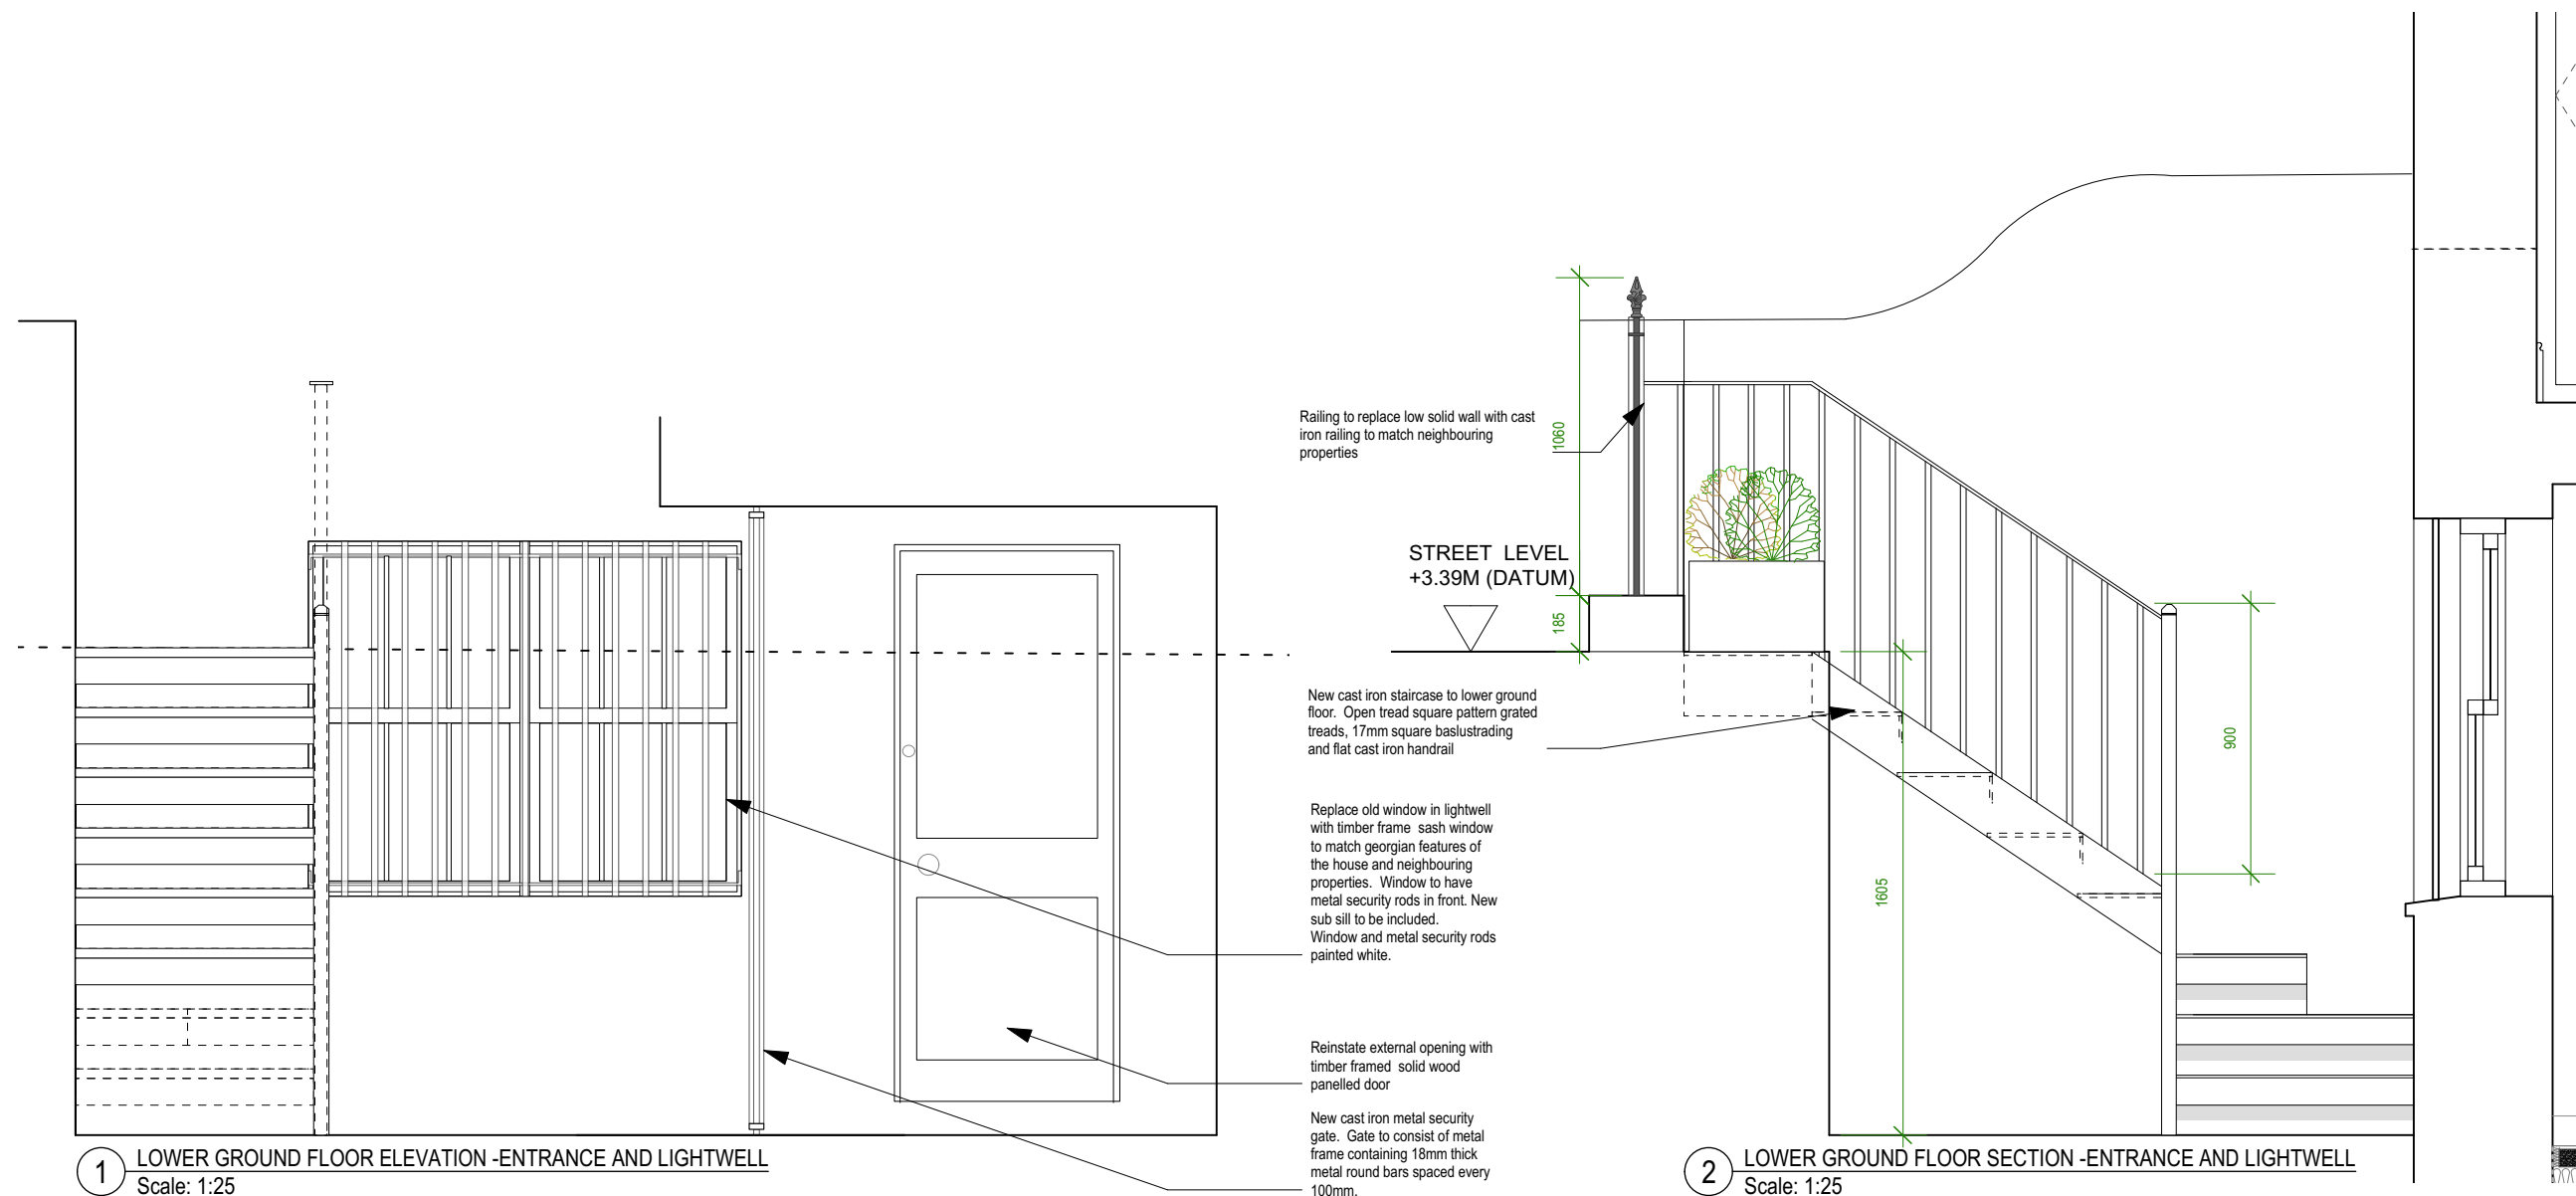 Railing to replace low solid wall with cast
iron railing to match neighbouring
properties
1060
STREET LEVEL
+3.39M (DATUM)
185
New cast iron staircase to lower ground
floor. Open tread square pattern grated
treads, 17mm square baslustrading
and flat cast iron handrail
900
1605
Replace old window in lightwell
with timber frame sash window
to match georgian features of
the house and neighbouring
properties. Window to have
metal security rods in front. New
sub sill to be included.
Window and metal security rods
painted white.
Reinstate external opening with
timber framed solid wood
panelled door
New cast iron metal security
gate. Gate to consist of metal
frame containing 18mm thick
metal round bars spaced every
100mm.
1 LOWER GROUND FLOOR ELEVATION -ENTRANCE AND LIGHTWELL
Scale: 1:25
2 LOWER GROUND FLOOR SECTION -ENTRANCE AND LIGHTWELL
Scale: 1:25